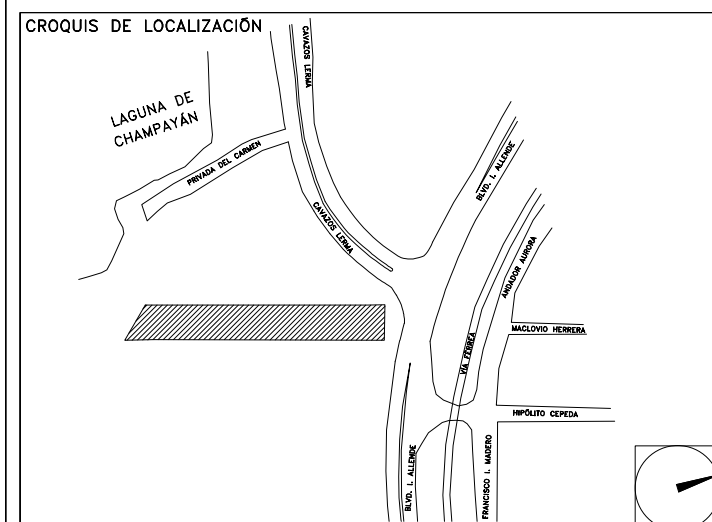 CROQUIS DE LOCALIZACIÓN
LAGUNA DE
CHAMPAYÁN
PRIVADA DEL CARMEN
CAVAZOS LERMA
CAVAZOS LERMA
BLVD. I. ALLENDE
ANDADOR AURORA
VIA FÉRREA
MACLOVIO HERRERA
HIPÓLITO CEPEDA
BLVD. I. ALLENDE
FRANCISCO I. MADERO